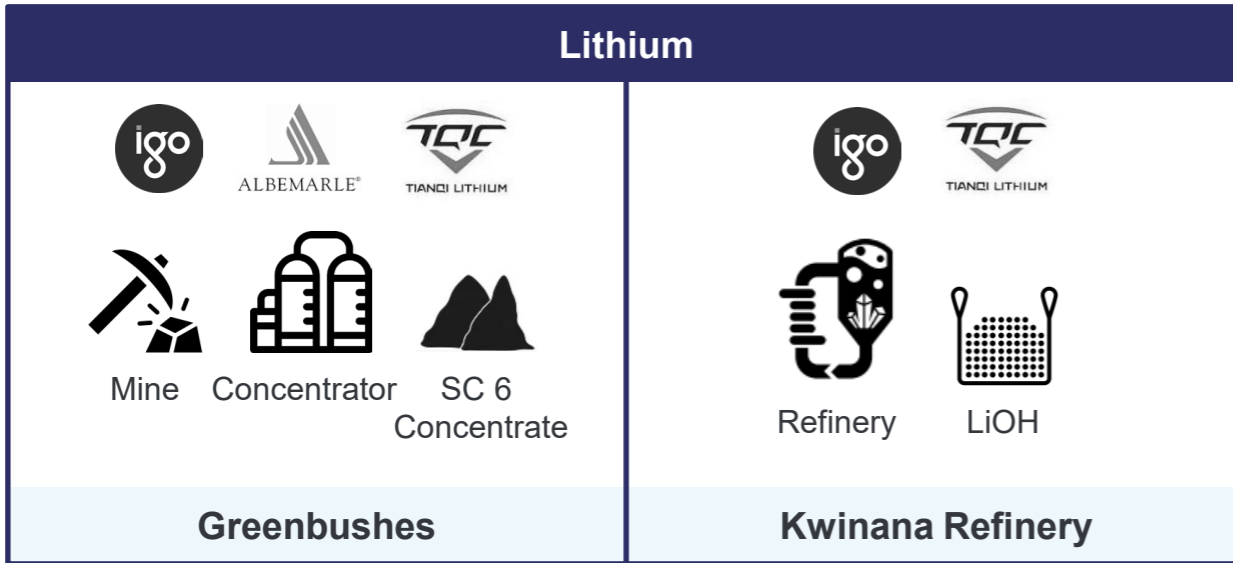 Lithium
igo
ALBEMARLE®
TQC
TIANQI LITHIUM
igo
TQC
TIANQI LITHIUM
Mine
Concentrator
SC 6
Concentrate
Refinery
LiOH
Greenbushes
Kwinana Refinery